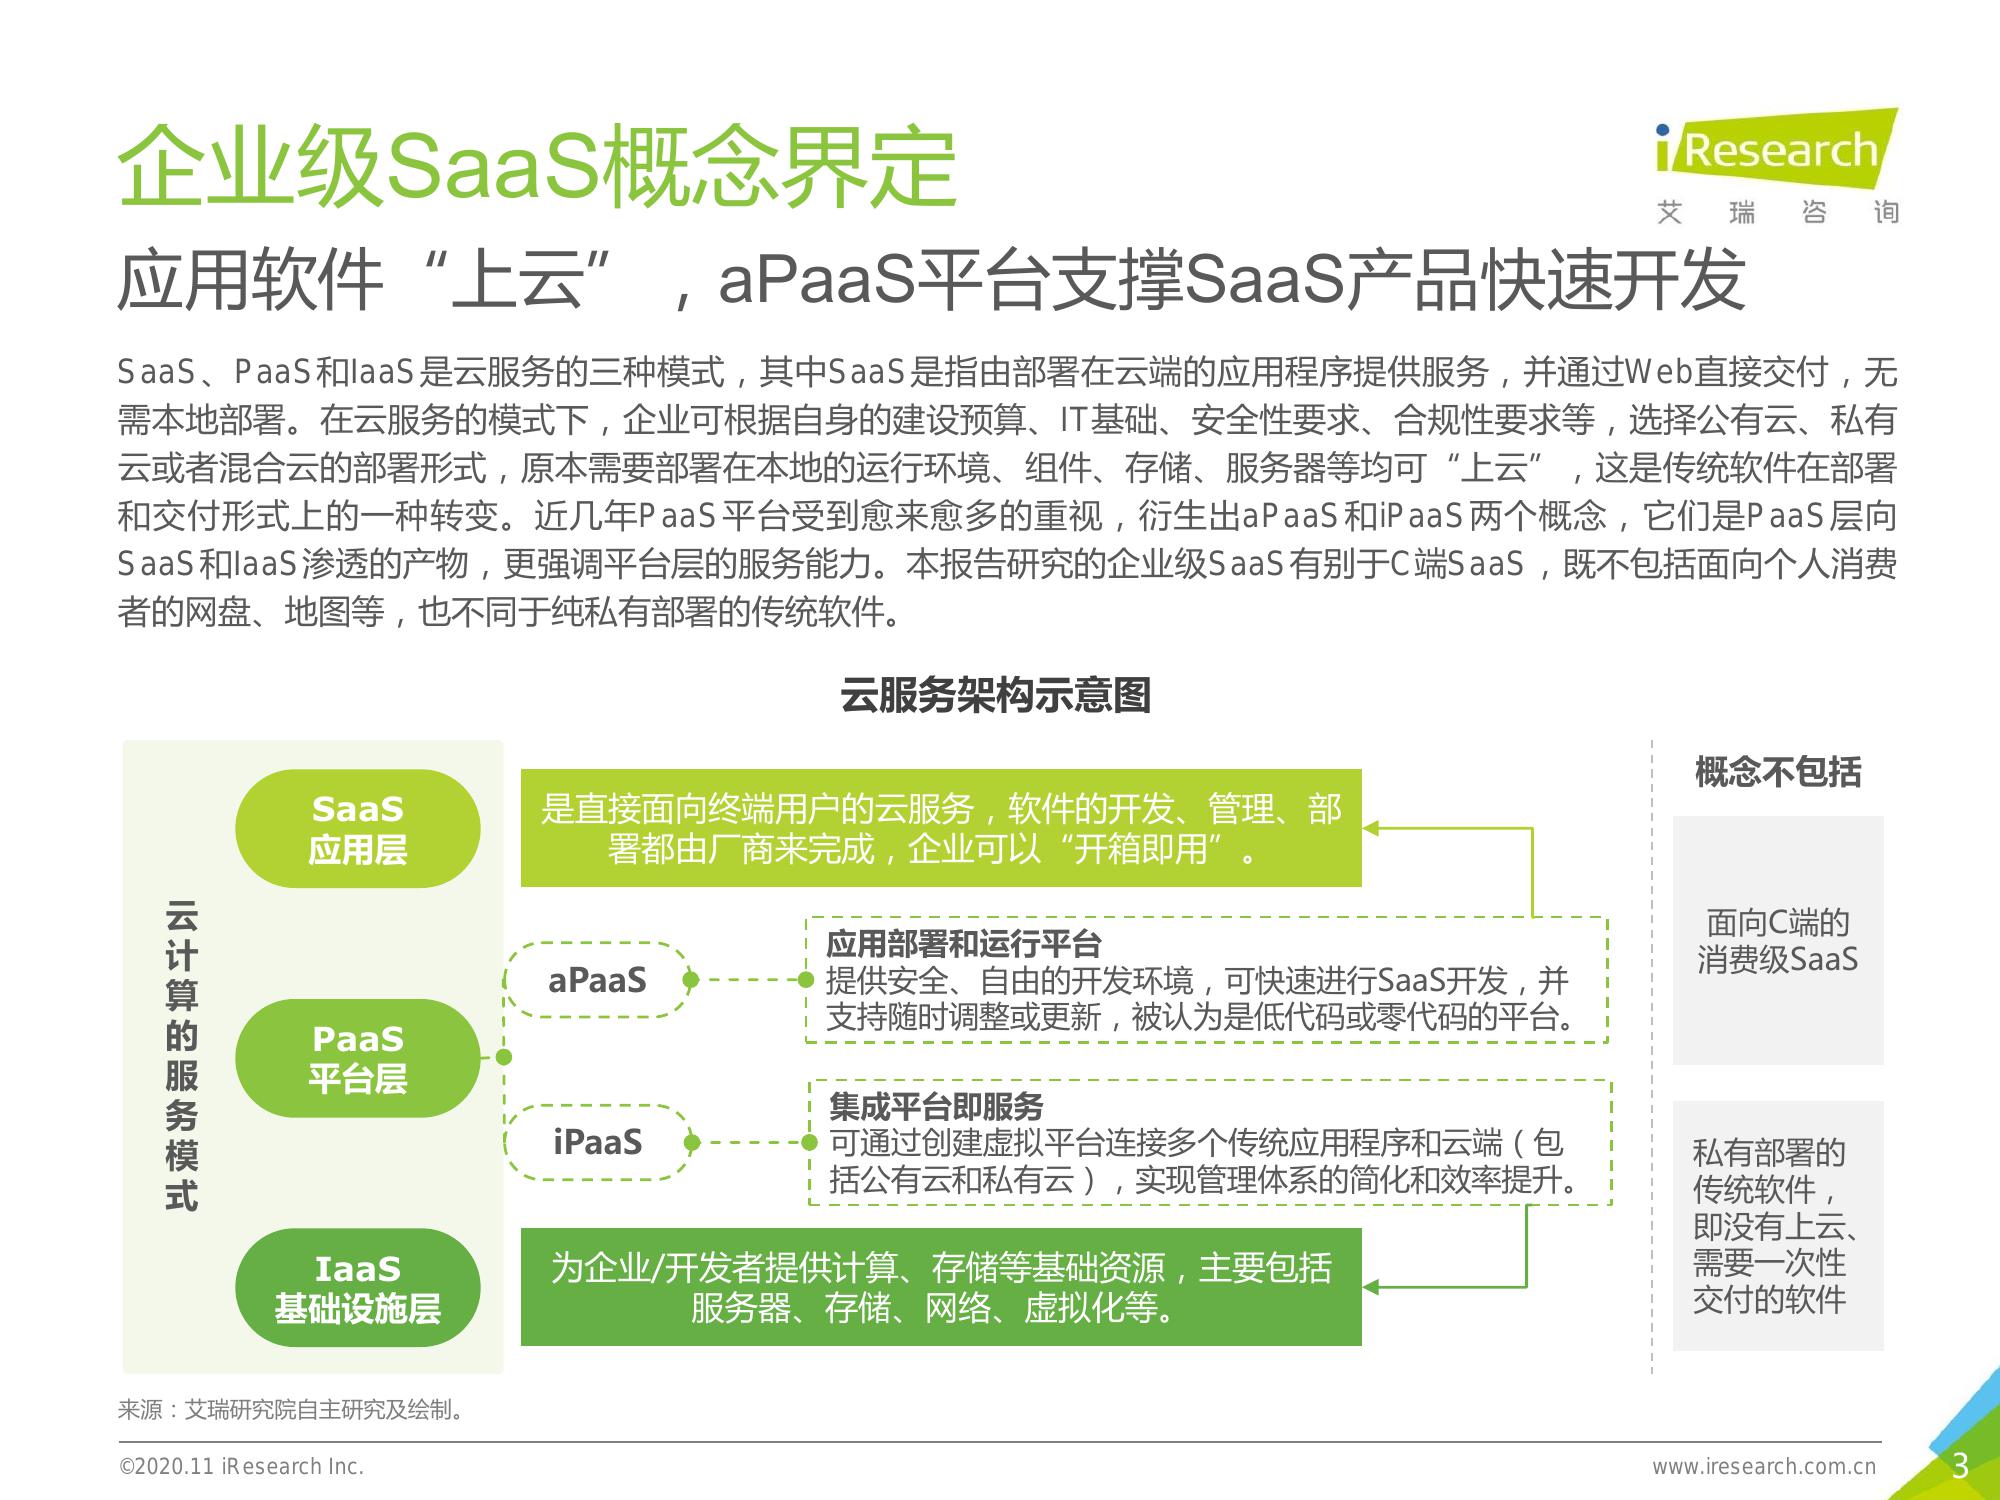 企业级SaaS概念界定
iResearch
艾瑞咨询
应用软件“上云”，aPaaS平台支撑SaaS产品快速开发
SaaS、PaaS和IaaS是云服务的三种模式，其中SaaS是指由部署在云端的应用程序提供服务，并通过Web直接交付，无
需本地部署。在云服务的模式下，企业可根据自身的建设预算、IT基础、安全性要求、合规性要求等，选择公有云、私有
云或者混合云的部署形式，原本需要部署在本地的运行环境、组件、存储、服务器等均可“上云”，这是传统软件在部署
和交付形式上的一种转变。近几年PaaS平台受到愈来愈多的重视，衍生出aPaaS和iPaaS两个概念，它们是PaaS层向
SaaS和IaaS渗透的产物，更强调平台层的服务能力。本报告研究的企业级SaaS有别于C端SaaS，既不包括面向个人消费
者的网盘、地图等，也不同于纯私有部署的传统软件。
云服务架构示意图
云计算的服务模式
SaaS
应用层
是直接面向终端用户的云服务，软件的开发、管理、部
署都由厂商来完成，企业可以“开箱即用”。
PaaS
平台层
aPaaS
应用部署和运行平台
提供安全、自由的开发环境，可快速进行SaaS开发，并
支持随时调整或更新，被认为是低代码或零代码的平台。
iPaaS
集成平台即服务
可通过创建虚拟平台连接多个传统应用程序和云端（包
括公有云和私有云），实现管理体系的简化和效率提升。
IaaS
基础设施层
为企业/开发者提供计算、存储等基础资源，主要包括
服务器、存储、网络、虚拟化等。
概念不包括
面向C端的
消费级SaaS
私有部署的
传统软件，
即没有上云、
需要一次性
交付的软件
来源：艾瑞研究院自主研究及绘制。
©2020.11 iResearch Inc.
www.iresearch.com.cn
3